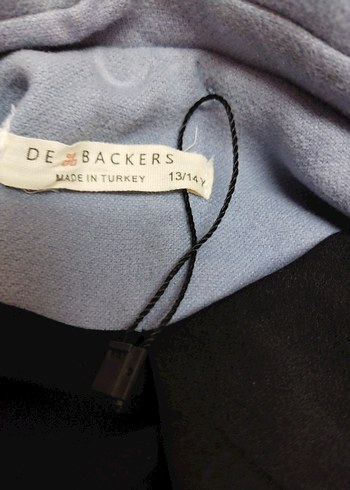 DE BACKERS
MADE IN TURKEY 13/14Y